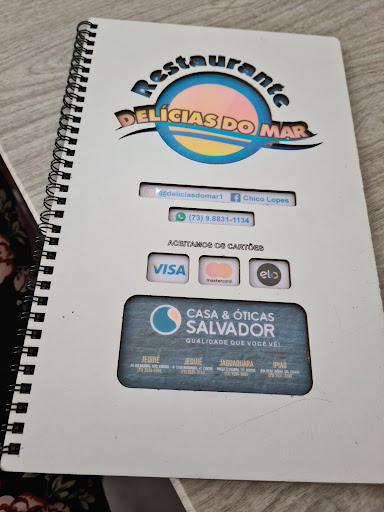 Restaurante
DELÍCIAS DO MAR
@deliciasdomar1 Chico Lopes
(73) 9.8831-1134
ACEITAMOS OS CARTÕES
VISA mastercard elo
CASA & ÓTICAS
SALVADOR
QUALIDADE QUE VOCÊ VÊ!
JEQUIÉ JEQUIÉ JAGUAQUARA IPIAÚ